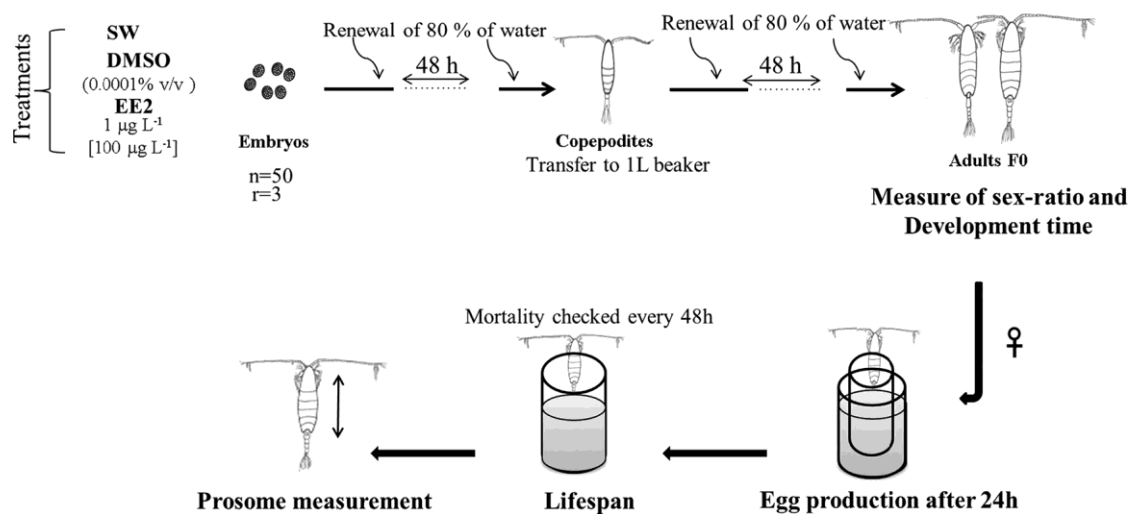 Treatments
SW
DMSO
(0.0001% v/v )
EE2
1 µg L⁻¹
[100 µg L⁻¹]
Embryos
n=50
r=3
Renewal of 80 % of water
48 h
Copepodites
Transfer to 1L beaker
Renewal of 80 % of water
48 h
Adults F0
Measure of sex-ratio and
Development time
♀
Egg production after 24h
Mortality checked every 48h
Lifespan
Prosome measurement